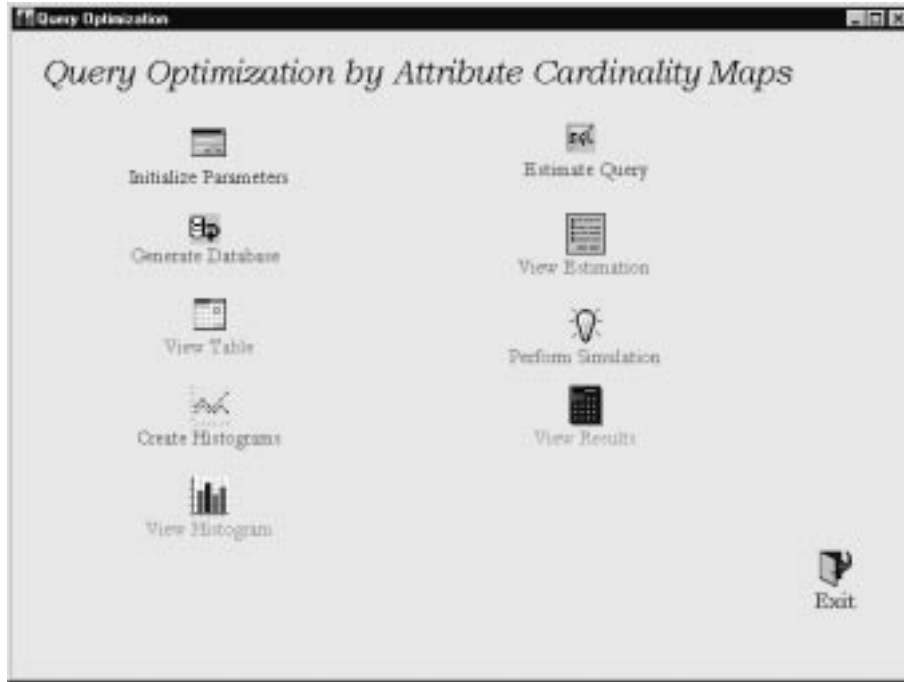 Query Optimization
Query Optimization by Attribute Cardinality Maps
Initialize Parameters
Generate Database
View Table
Create Histograms
View Histogram
SQL
Estimate Query
View Estimation
Perform Simulation
View Results
Exit